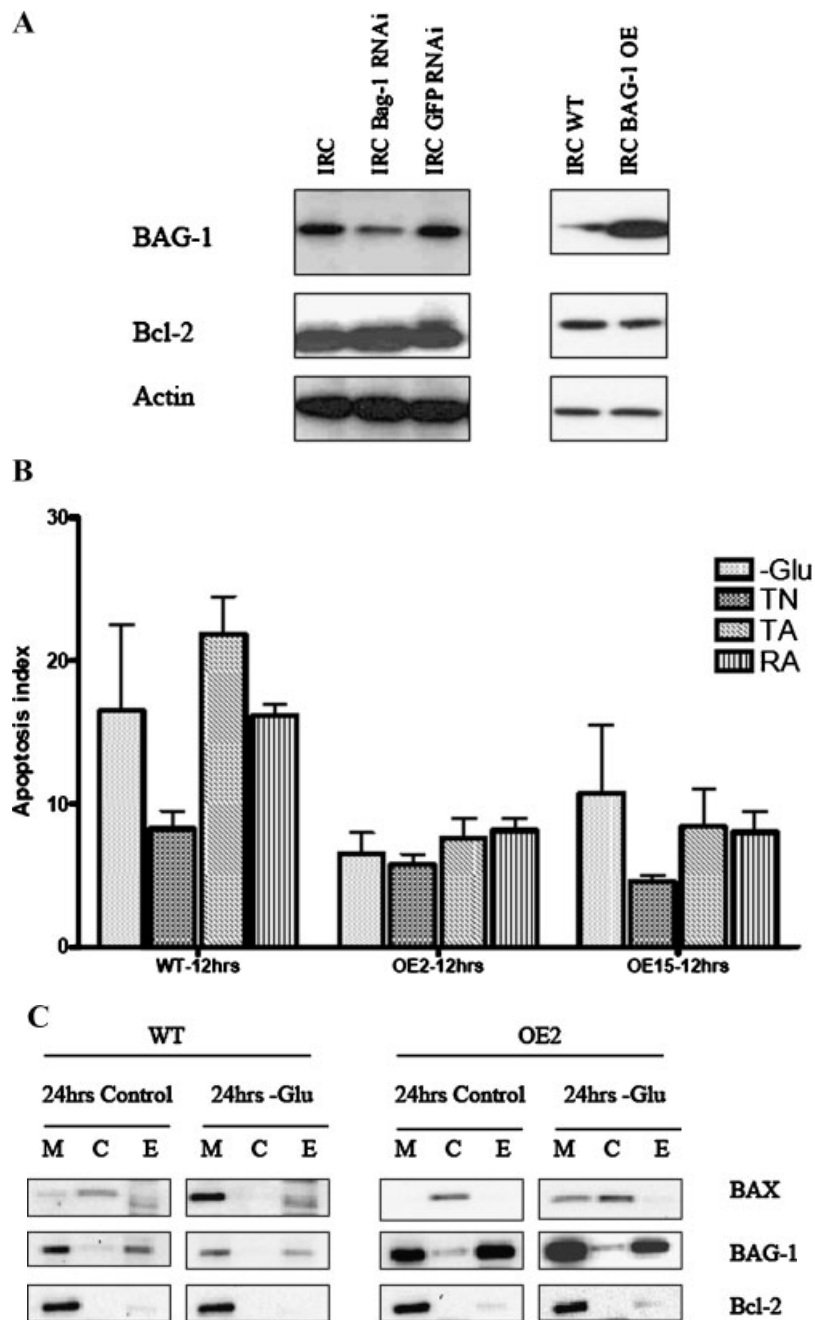 A
IRC
IRC Bag-1 RNAi
IRC GFP RNAi
IRC WT
IRC BAG-1 OE
BAG-1
Bcl-2
Actin
B
30
20
10
0
Apoptosis index
-Glu
TN
TA
RA
WT-12hrs OE2-12hrs OE15-12hrs
C
WT OE2
24hrs Control 24hrs -Glu 24hrs Control 24hrs -Glu
M C E M C E M C E M C E
BAX
BAG-1
Bcl-2